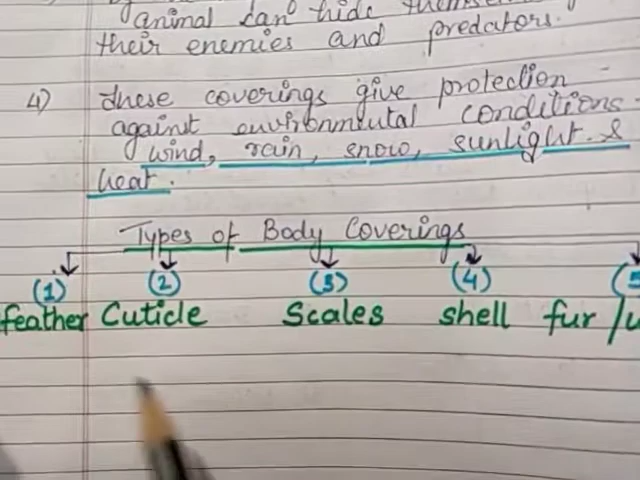 animal can hide
their enemies and predators.
4) these coverings give protection -
against environmental conditions
wind, rain, snow, sunlight &
heat.
Types of Body Coverings
(1) (2) (3) (4) (5
feather Cuticle Scales shell fur /